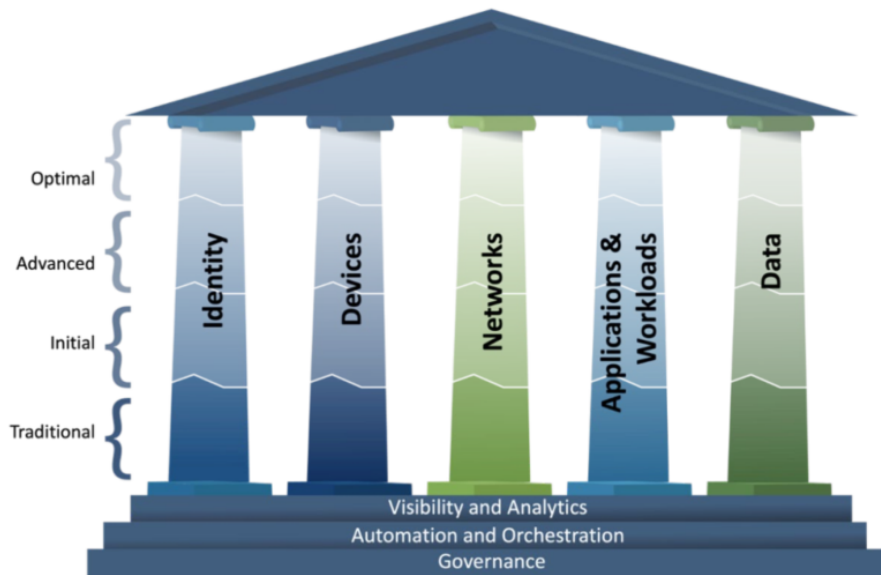 Optimal
Advanced
Initial
Traditional
Identity
Devices
Networks
Applications &
Workloads
Data
Visibility and Analytics
Automation and Orchestration
Governance